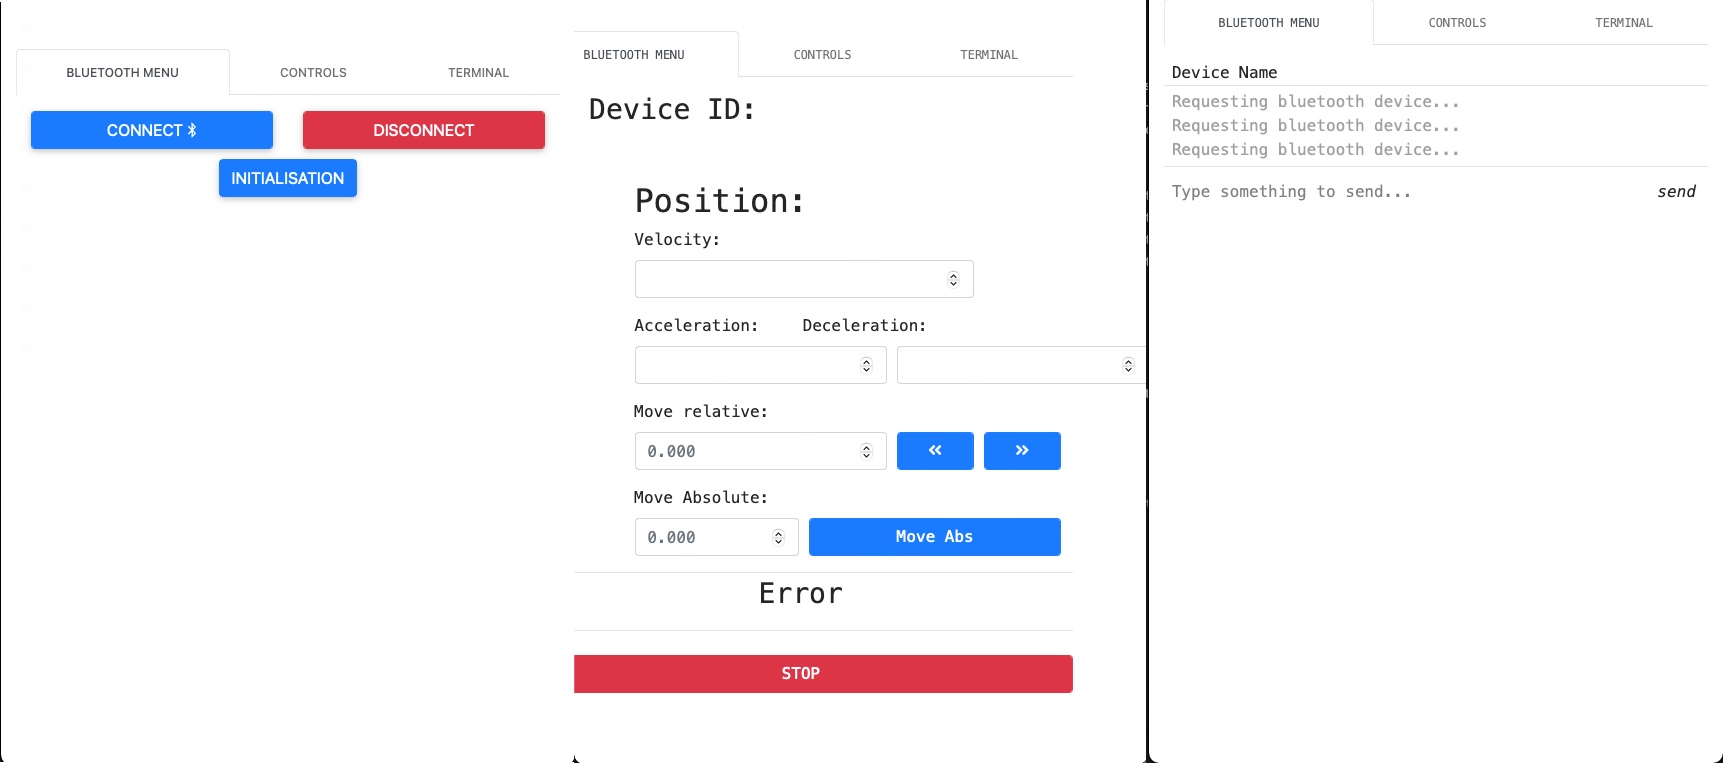 BLUETOOTH MENU CONTROLS TERMINAL
CONNECT DISCONNECT
INITIALISATION
BLUETOOTH MENU CONTROLS TERMINAL
Device ID:
Position:
Velocity:
Acceleration: Deceleration:
Move relative:
0.000 « »
Move Absolute:
0.000 Move Abs
Error
STOP
BLUETOOTH MENU CONTROLS TERMINAL
Device Name
Requesting bluetooth device...
Requesting bluetooth device...
Requesting bluetooth device...
Type something to send... send